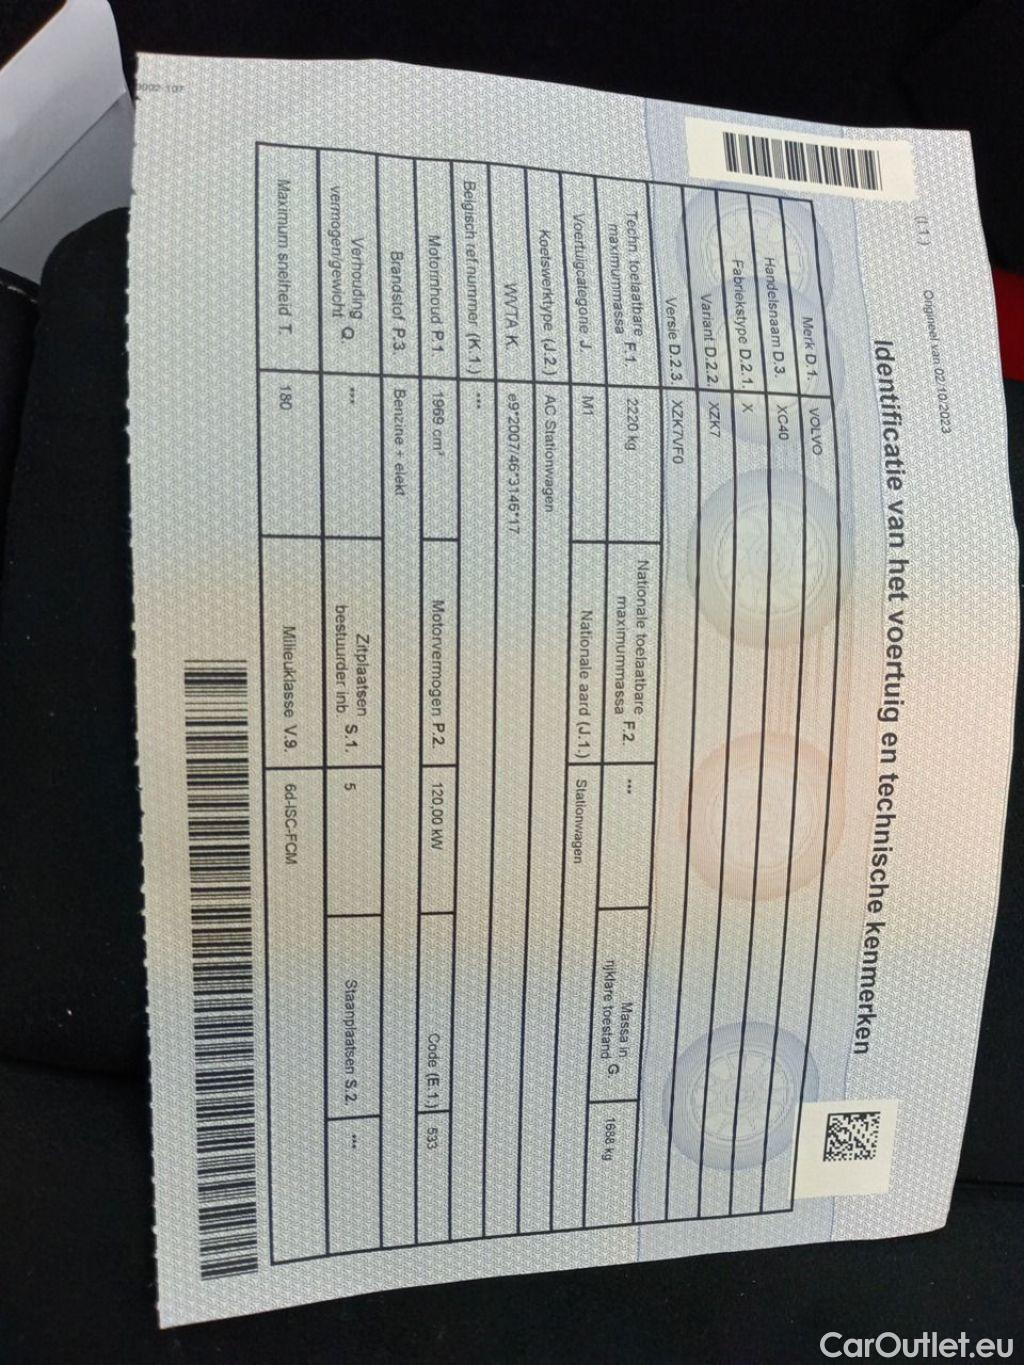 0002-107
(I.1.)
Origineel van 02/10/2023
Identificatie van het voertuig en technische kenmerken
Merk D.1. VOLVO
Handelsnaam D.3. XC40
Fabriekstype D.2.1. X
Variant D.2.2. XZK7
Versie D.2.3. XZK7VF0
Techn. toelaatbare F.1. 2220 kg Nationale toelaatbare F.2. *** Massa in G. 1688 kg
maximummassa maximummassa rijklare toestand
Voertuigcategorie J. M1 Nationale aard (J.1.) Stationwagen
Koetswerktype (J.2.) AC Stationwagen
WVTA K. e9*2007/46*3146*17
Belgisch ref.nummer (K.1.) ***
Motorinhoud P.1. 1969 cm³ Motorvermogen P.2. 120,00 kW Code (E.1.) 533
Brandstof P.3. Benzine + elekt
Verhouding Q. *** Zitplaatsen S.1. 5 Staanplaatsen S.2. ***
vermogen/gewicht bestuurder inb.
Maximum snelheid T. 180 Milieuklasse V.9. 6d-ISC-FCM
CarOutlet.eu